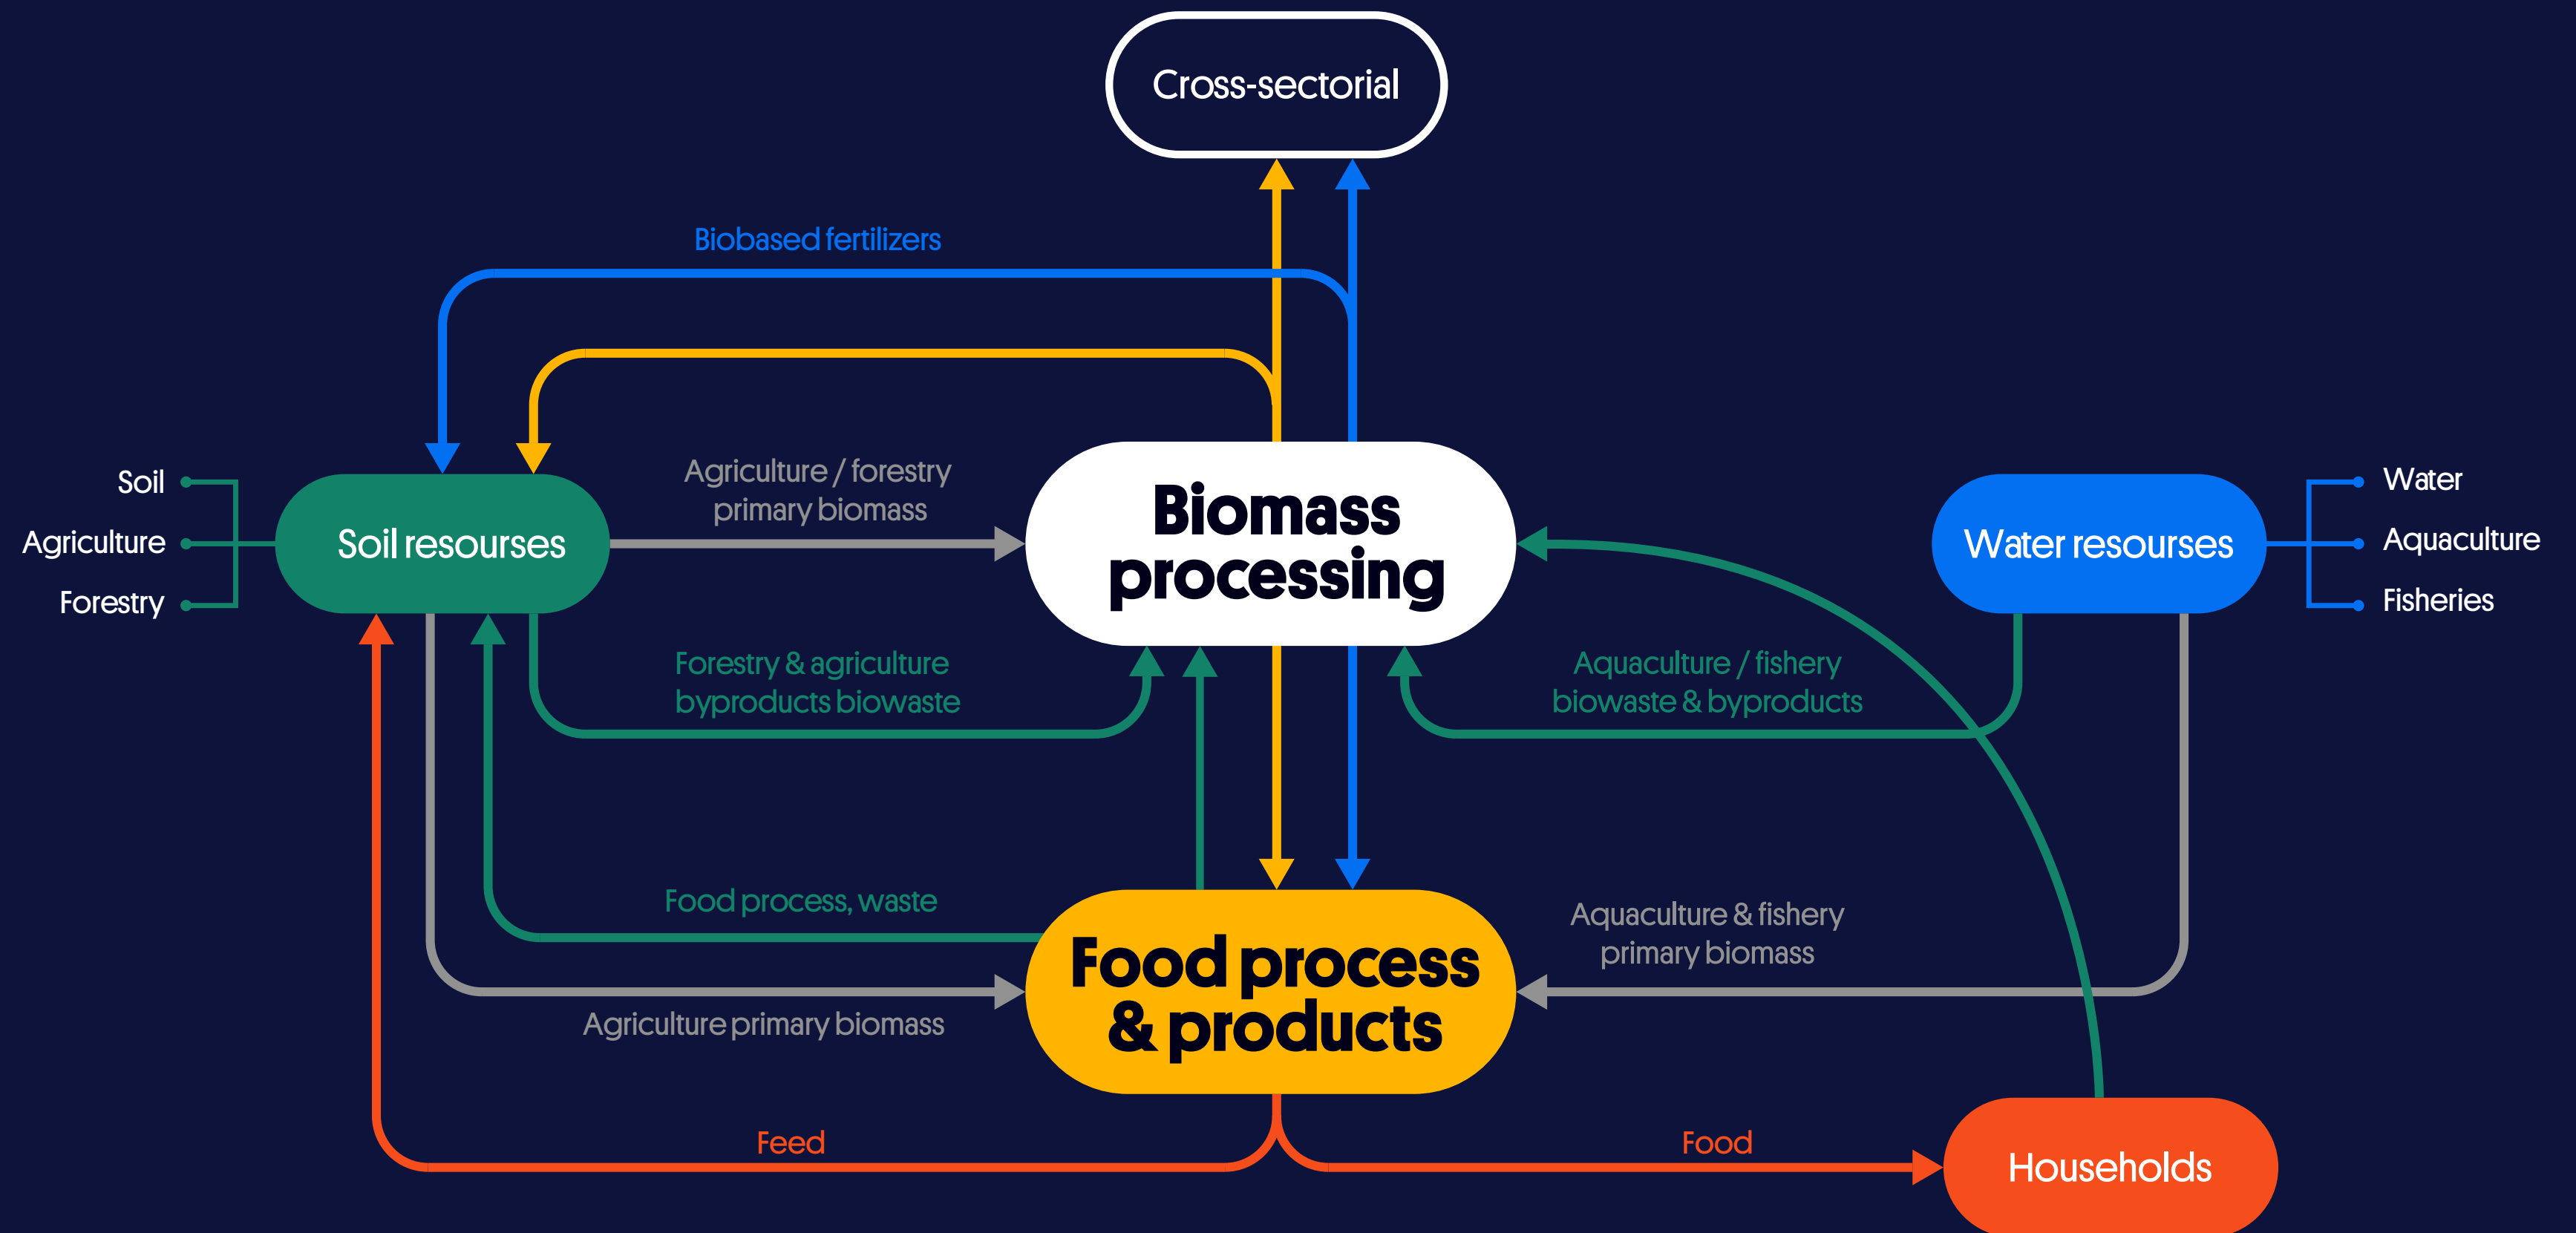 Cross-sectorial
Biobased fertilizers
Soil
Agriculture
Forestry
Soil resourses
Agriculture / forestry
primary biomass
Biomass
processing
Water resourses
Water
Aquaculture
Fisheries
Forestry & agriculture
byproducts biowaste
Aquaculture / fishery
biowaste & byproducts
Food process, waste
Agriculture primary biomass
Food process
& products
Aquaculture & fishery
primary biomass
Feed
Food
Households